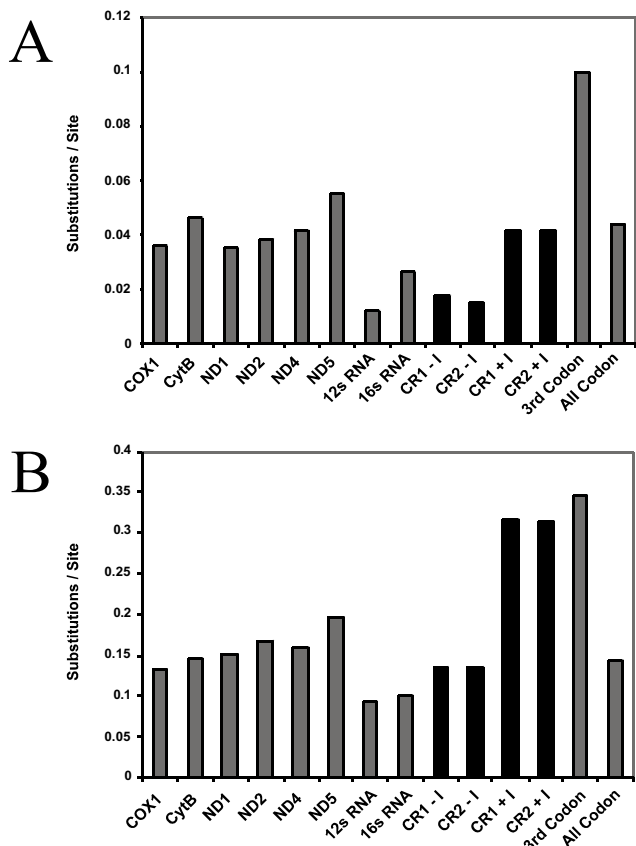 A
0.12
0.1
0.08
0.06
0.04
0.02
0
Substitutions / Site
COX1
CytB
ND1
ND2
ND4
ND5
12s RNA
16s RNA
CR1 - I
CR2 - I
CR1 + I
CR2 + I
3rd Codon
All Codon
B
0.4
0.35
0.3
0.25
0.2
0.15
0.1
0.05
0
Substitutions / Site
COX1
CytB
ND1
ND2
ND4
ND5
12s RNA
16s RNA
CR1 - I
CR2 - I
CR1 + I
CR2 + I
3rd Codon
All Codon